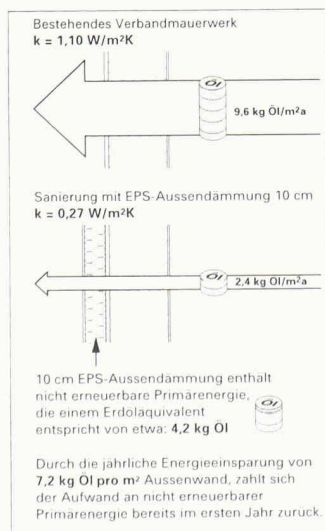 Bestehendes Verbandmauerwerk
k = 1,10 W/m²K
Öl
9,6 kg Öl/m²a
Sanierung mit EPS-Aussendämmung 10 cm
k = 0,27 W/m²K
Öl
2,4 kg Öl/m²a
10 cm EPS-Aussendämmung enthält
nicht erneuerbare Primärenergie,
die einem Erdöläquivalent
entspricht von etwa: 4,2 kg Öl
Öl
Durch die jährliche Energieeinsparung von
7,2 kg Öl pro m² Aussenwand, zahlt sich
der Aufwand an nicht erneuerbarer
Primärenergie bereits im ersten Jahr zurück.